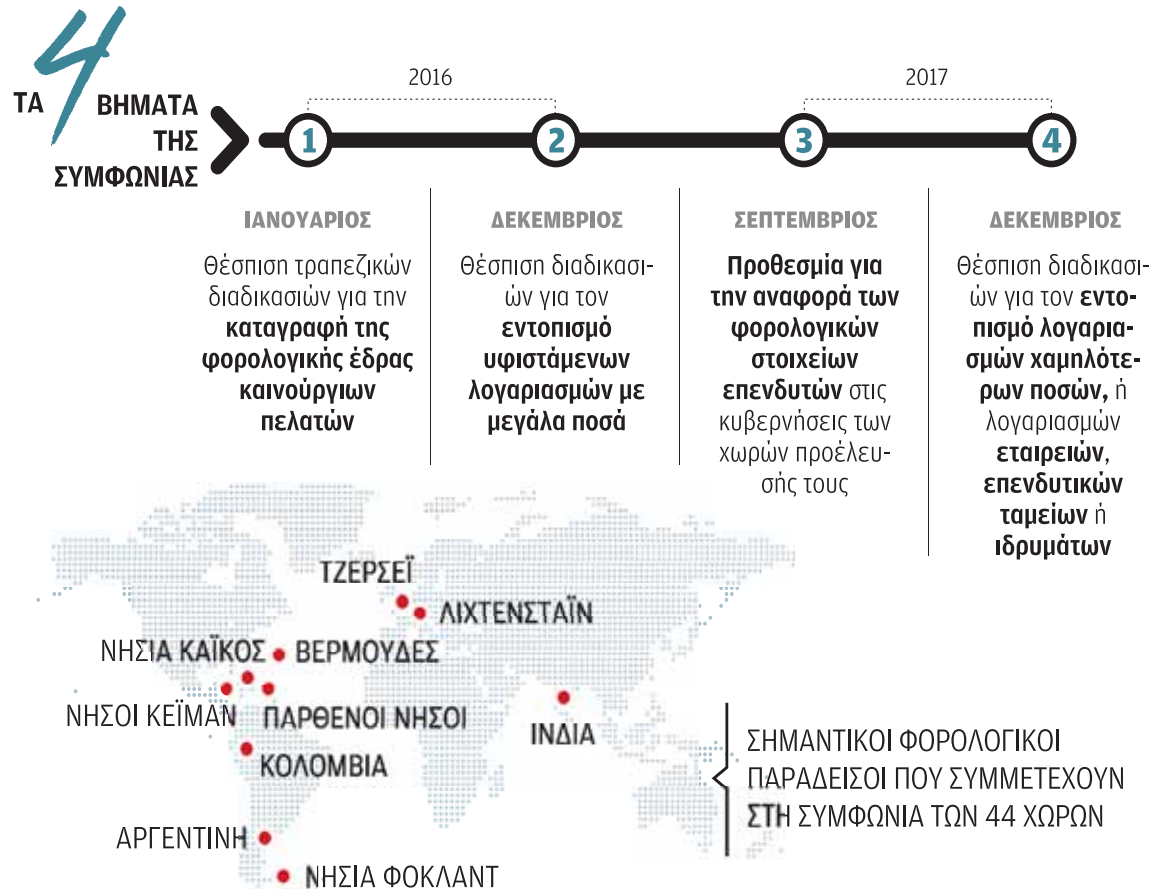 ΤΑ 4 ΒΗΜΑΤΑ
ΤΗΣ
ΣΥΜΦΩΝΙΑΣ
2016
2017
1
2
3
4
ΙΑΝΟΥΑΡΙΟΣ
Θέσπιση τραπεζικών
διαδικασιών για την
καταγραφή της
φορολογικής έδρας
καινούργιων
πελατών
ΔΕΚΕΜΒΡΙΟΣ
Θέσπιση διαδικασι-
ών για τον
εντοπισμό
υφιστάμενων
λογαριασμών με
μεγάλα ποσά
ΣΕΠΤΕΜΒΡΙΟΣ
Προθεσμία για
την αναφορά των
φορολογικών
στοιχείων
επενδυτών στις
κυβερνήσεις των
χωρών προέλευ-
σής τους
ΔΕΚΕΜΒΡΙΟΣ
Θέσπιση διαδικασι-
ών για τον εντο-
πισμό λογαρια-
σμών χαμηλότε-
ρων ποσών, ή
λογαριασμών
εταιρειών,
επενδυτικών
ταμείων ή
ιδρυμάτων
ΤΖΕΡΣΕΪ
ΛΙΧΤΕΝΣΤΑΪΝ
ΝΗΣΙΑ ΚΑΪΚΟΣ
ΒΕΡΜΟΥΔΕΣ
ΝΗΣΟΙ ΚΕΪΜΑΝ
ΠΑΡΘΕΝΟΙ ΝΗΣΟΙ
ΙΝΔΙΑ
ΚΟΛΟΜΒΙΑ
ΑΡΓΕΝΤΙΝΗ
ΝΗΣΙΑ ΦΟΚΛΑΝΤ
ΣΗΜΑΝΤΙΚΟΙ ΦΟΡΟΛΟΓΙΚΟΙ
ΠΑΡΑΔΕΙΣΟΙ ΠΟΥ ΣΥΜΜΕΤΕΧΟΥΝ
ΣΤΗ ΣΥΜΦΩΝΙΑ ΤΩΝ 44 ΧΩΡΩΝ